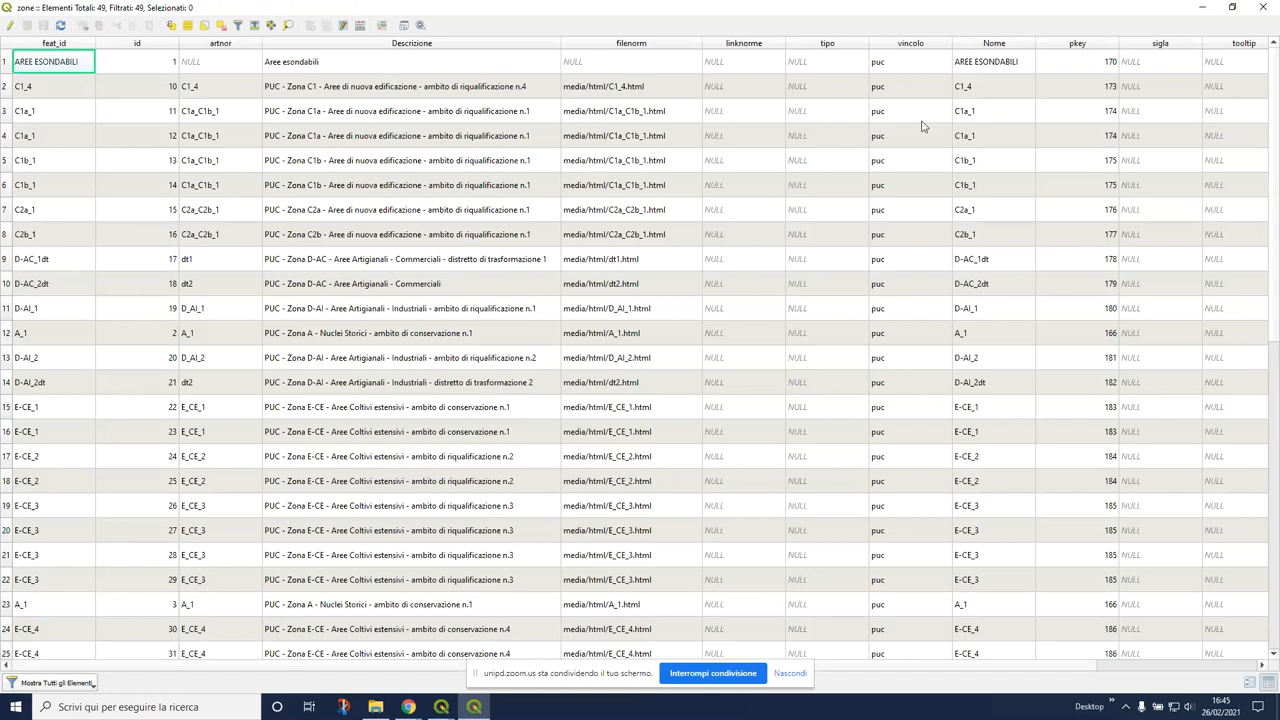 zone :: Elementi Totali: 49, Filtrati: 49, Selezionati: 0
feat_id id artnor Descrizione filenorm linknorme tipo vincolo Nome pkey sigla tooltip
1 AREE ESONDABILI 1 NULL Aree esondabili NULL NULL NULL puc AREE ESONDABILI 170 NULL NULL
2 C1_4 10 C1_4 PUC - Zona C1 - Aree di nuova edificazione - ambito di riqualificazione n.4 media/html/C1_4.html NULL NULL puc C1_4 173 NULL NULL
3 C1a_1 11 C1a_C1b_1 PUC - Zona C1a - Aree di nuova edificazione - ambito di riqualificazione n.1 media/html/C1a_C1b_1.html NULL NULL puc C1a_1 174 NULL NULL
4 C1a_1 12 C1a_C1b_1 PUC - Zona C1a - Aree di nuova edificazione - ambito di riqualificazione n.1 media/html/C1a_C1b_1.html NULL NULL puc C1a_1 174 NULL NULL
5 C1b_1 13 C1a_C1b_1 PUC - Zona C1b - Aree di nuova edificazione - ambito di riqualificazione n.1 media/html/C1a_C1b_1.html NULL NULL puc C1b_1 175 NULL NULL
6 C1b_1 14 C1a_C1b_1 PUC - Zona C1b - Aree di nuova edificazione - ambito di riqualificazione n.1 media/html/C1a_C1b_1.html NULL NULL puc C1b_1 175 NULL NULL
7 C2a_1 15 C2a_C2b_1 PUC - Zona C2a - Aree di nuova edificazione - ambito di riqualificazione n.1 media/html/C2a_C2b_1.html NULL NULL puc C2a_1 176 NULL NULL
8 C2b_1 16 C2a_C2b_1 PUC - Zona C2b - Aree di nuova edificazione - ambito di riqualificazione n.1 media/html/C2a_C2b_1.html NULL NULL puc C2b_1 177 NULL NULL
9 D-AC_1dt 17 dt1 PUC - Zona D-AC - Aree Artigianali - Commerciali - distretto di trasformazione 1 media/html/dt1.html NULL NULL puc D-AC_1dt 178 NULL NULL
10 D-AC_2dt 18 dt2 PUC - Zona D-AC - Aree Artigianali - Commerciali media/html/dt2.html NULL NULL puc D-AC_2dt 179 NULL NULL
11 D-AI_1 19 D_AI_1 PUC - Zona D-AI - Aree Artigianali - Industriali - ambito di riqualificazione n.1 media/html/D_AI_1.html NULL NULL puc D-AI_1 180 NULL NULL
12 A_1 2 A_1 PUC - Zona A - Nuclei Storici - ambito di conservazione n.1 media/html/A_1.html NULL NULL puc A_1 166 NULL NULL
13 D-AI_2 20 D_AI_2 PUC - Zona D-AI - Aree Artigianali - Industriali - ambito di riqualificazione n.2 media/html/D_AI_2.html NULL NULL puc D-AI_2 181 NULL NULL
14 D-AI_2dt 21 dt2 PUC - Zona D-AI - Aree Artigianali - Industriali - distretto di trasformazione 2 media/html/dt2.html NULL NULL puc D-AI_2dt 182 NULL NULL
15 E-CE_1 22 E_CE_1 PUC - Zona E-CE - Aree Coltivi estensivi - ambito di conservazione n.1 media/html/E_CE_1.html NULL NULL puc E-CE_1 183 NULL NULL
16 E-CE_1 23 E_CE_1 PUC - Zona E-CE - Aree Coltivi estensivi - ambito di conservazione n.1 media/html/E_CE_1.html NULL NULL puc E-CE_1 183 NULL NULL
17 E-CE_2 24 E_CE_2 PUC - Zona E-CE - Aree Coltivi estensivi - ambito di riqualificazione n.2 media/html/E_CE_2.html NULL NULL puc E-CE_2 184 NULL NULL
18 E-CE_2 25 E_CE_2 PUC - Zona E-CE - Aree Coltivi estensivi - ambito di riqualificazione n.2 media/html/E_CE_2.html NULL NULL puc E-CE_2 184 NULL NULL
19 E-CE_3 26 E_CE_3 PUC - Zona E-CE - Aree Coltivi estensivi - ambito di riqualificazione n.3 media/html/E_CE_3.html NULL NULL puc E-CE_3 185 NULL NULL
20 E-CE_3 27 E_CE_3 PUC - Zona E-CE - Aree Coltivi estensivi - ambito di riqualificazione n.3 media/html/E_CE_3.html NULL NULL puc E-CE_3 185 NULL NULL
21 E-CE_3 28 E_CE_3 PUC - Zona E-CE - Aree Coltivi estensivi - ambito di riqualificazione n.3 media/html/E_CE_3.html NULL NULL puc E-CE_3 185 NULL NULL
22 E-CE_3 29 E_CE_3 PUC - Zona E-CE - Aree Coltivi estensivi - ambito di riqualificazione n.3 media/html/E_CE_3.html NULL NULL puc E-CE_3 185 NULL NULL
23 A_1 3 A_1 PUC - Zona A - Nuclei Storici - ambito di conservazione n.1 media/html/A_1.html NULL NULL puc A_1 166 NULL NULL
24 E-CE_4 30 E_CE_4 PUC - Zona E-CE - Aree Coltivi estensivi - ambito di conservazione n.4 media/html/E_CE_4.html NULL NULL puc E-CE_4 186 NULL NULL
25 E-CE_4 31 E_CE_4 PUC - Zona E-CE - Aree Coltivi estensivi - ambito di conservazione n.4 media/html/E_CE_4.html NULL NULL puc E-CE_4 186 NULL NULL
unipd.zoom.us sta condividendo il tuo schermo. Interrompi condivisione Nascondi
Mostra Tutti gli Elementi
Scrivi qui per eseguire la ricerca
Desktop
16:45
26/02/2021